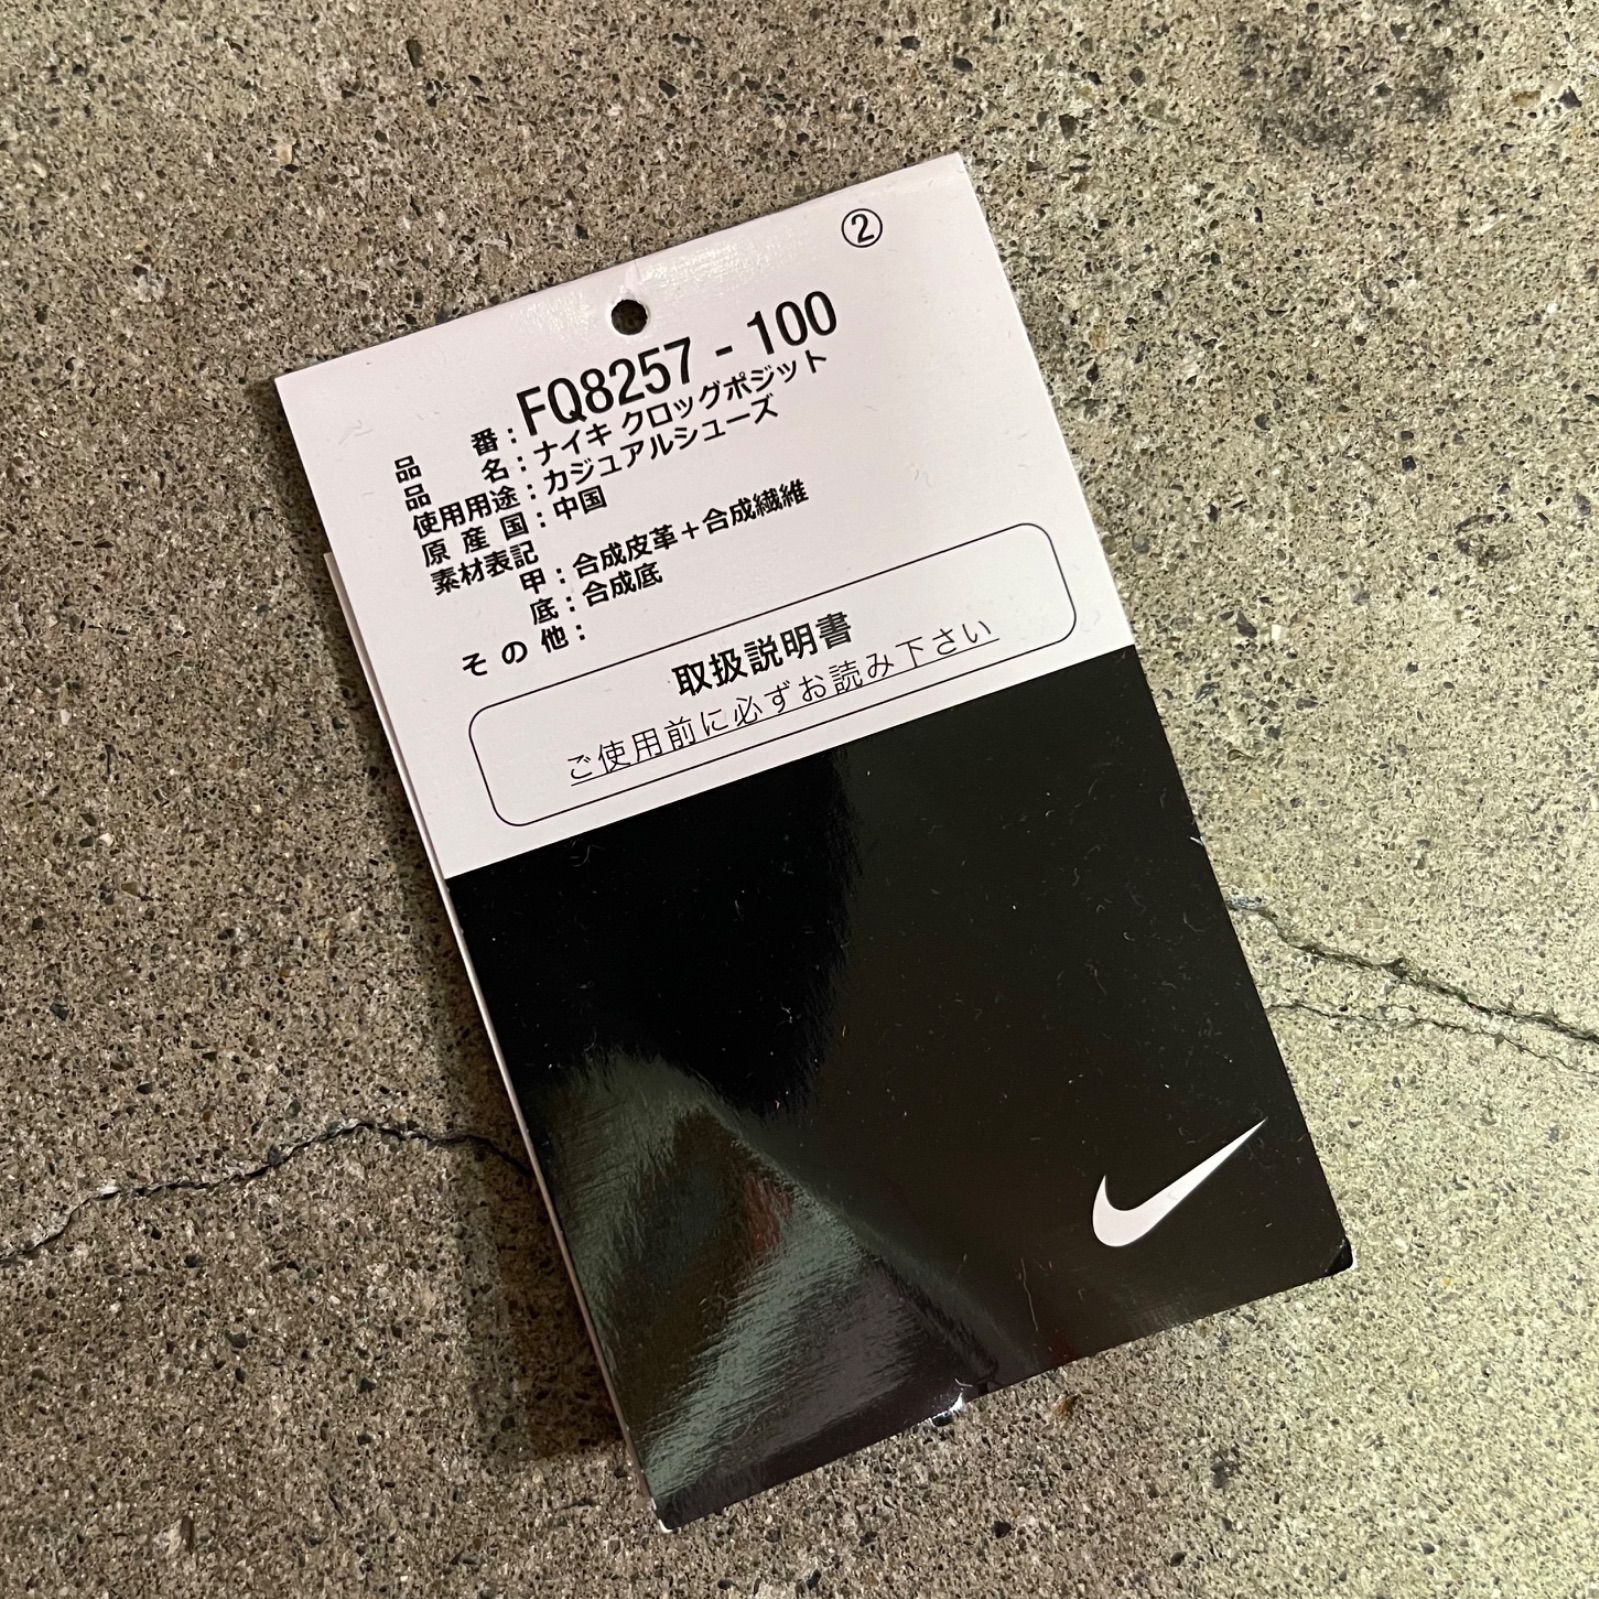 ②
品番：FQ8257 - 100
品名：ナイキ クロッグポジット
使用用途：カジュアルシューズ
原産国：中国
素材表記
甲：合成皮革＋合成繊維
底：合成底
その他：
取扱説明書
ご使用前に必ずお読み下さい